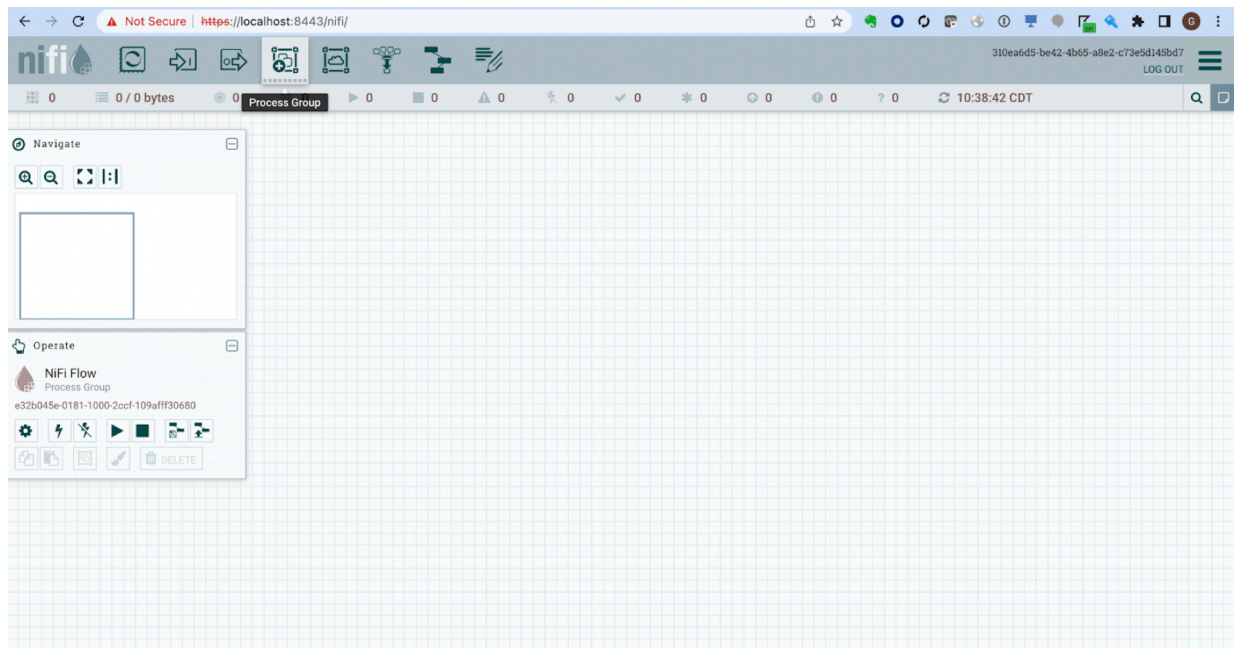 Not Secure | https://localhost:8443/nifi/
G
nifi
310ea6d5-be42-4b65-a8e2-c73e5d145bd7
LOG OUT
0 0 / 0 bytes 0 Process Group 0 0 0 0 0 0 0 0 ? 0 10:38:42 CDT
Navigate
Operate
NiFi Flow
Process Group
e32b045e-0181-1000-2ccf-109afff30680
DELETE